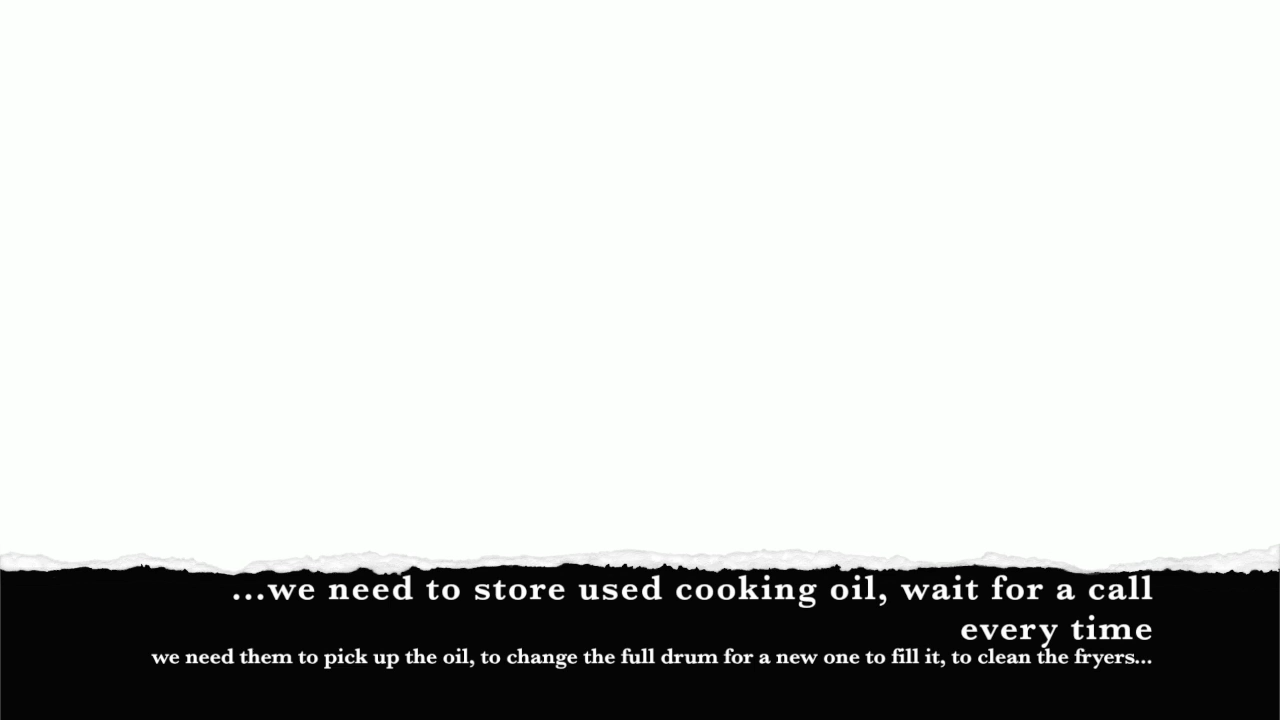 ...we need to store used cooking oil, wait for a call
every time
we need them to pick up the oil, to change the full drum for a new one to fill it, to clean the fryers...